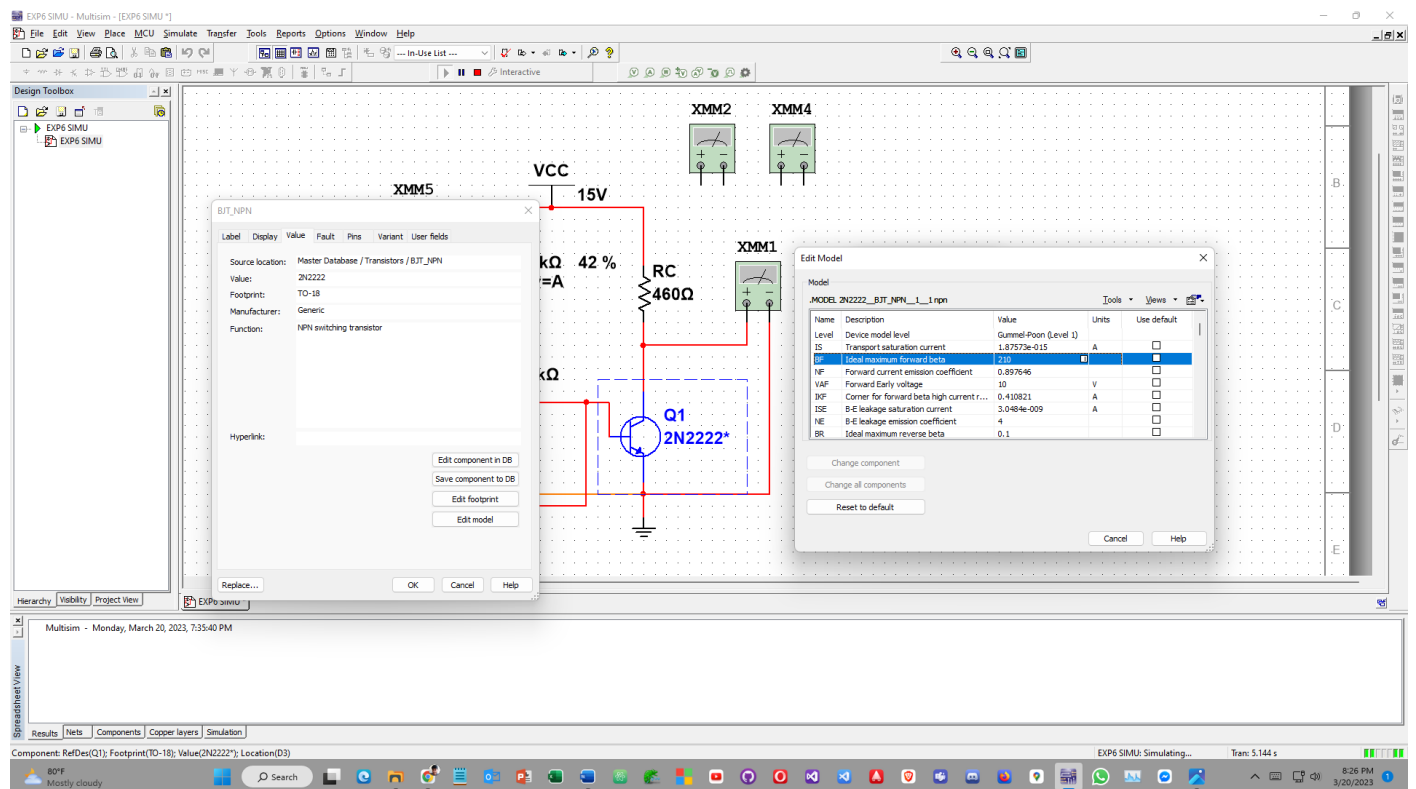 EXP6 SIMU - Multisim - [EXP6 SIMU *]
File Edit View Place MCU Simulate Transfer Tools Reports Options Window Help
--- In-Use List ---
Interactive
Design Toolbox
EXP6 SIMU
EXP6 SIMU
Hierarchy Visibility Project View
XMM2 XMM4
VCC
15V
XMM5
XMM1
kΩ 42 %
=A
RC
460Ω
kΩ
Q1
2N2222*
B
C
D
E
BJT_NPN
Label Display Value Fault Pins Variant User fields
Source location: Master Database / Transistors / BJT_NPN
Value: 2N2222
Footprint: TO-18
Manufacturer: Generic
Function: NPN switching transistor
Hyperlink:
Edit component in DB
Save component to DB
Edit footprint
Edit model
Replace... OK Cancel Help
Edit Model
Model
.MODEL 2N2222__BJT_NPN__1__1 npn Tools Views
Name Description Value Units Use default
Level Device model level Gummel-Poon (Level 1)
IS Transport saturation current 1.87573e-015 A
BF Ideal maximum forward beta 210
NF Forward current emission coefficient 0.897646
VAF Forward Early voltage 10 V
IKF Corner for forward beta high current r... 0.410821 A
ISE B-E leakage saturation current 3.0484e-009 A
NE B-E leakage emission coefficient 4
BR Ideal maximum reverse beta 0.1
Change component
Change all components
Reset to default
Cancel Help
EXP6 SIMU *
Multisim - Monday, March 20, 2023, 7:35:40 PM
Spreadsheet View
Results Nets Components Copper layers Simulation
Component: RefDes(Q1); Footprint(TO-18); Value(2N2222*); Location(D3) EXP6 SIMU: Simulating... Tran: 5.144 s
80°F
Mostly cloudy
Search
8:26 PM
3/20/2023